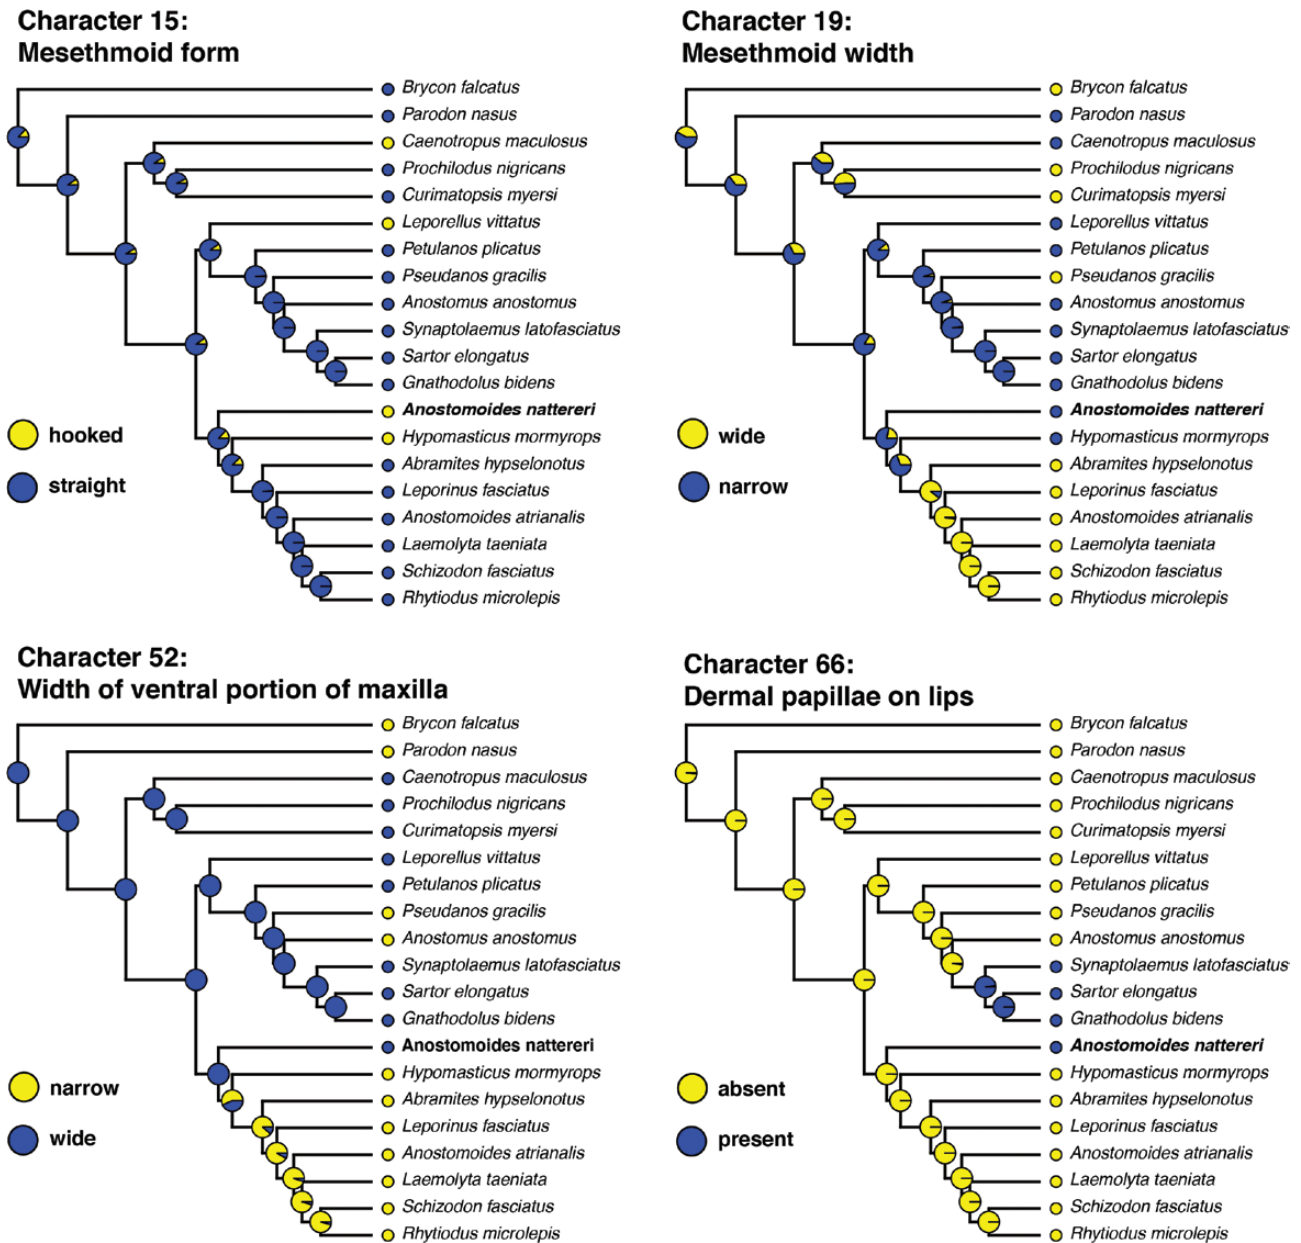 Character 15:
Mesethmoid form
Brycon falcatus
Parodon nasus
Caenotropus maculosus
Prochilodus nigricans
Curimatopsis myersi
Leporellus vittatus
Petulanos plicatus
Pseudanos gracilis
Anostomus anostomus
Synaptolaemus latofasciatus
Sartor elongatus
Gnathodolus bidens
Anostomoides nattereri
Hypomasticus mormyrops
Abramites hypselonotus
Leporinus fasciatus
Anostomoides atrianalis
Laemolyta taeniata
Schizodon fasciatus
Rhytiodus microlepis
hooked
straight
Character 19:
Mesethmoid width
Brycon falcatus
Parodon nasus
Caenotropus maculosus
Prochilodus nigricans
Curimatopsis myersi
Leporellus vittatus
Petulanos plicatus
Pseudanos gracilis
Anostomus anostomus
Synaptolaemus latofasciatus
Sartor elongatus
Gnathodolus bidens
Anostomoides nattereri
Hypomasticus mormyrops
Abramites hypselonotus
Leporinus fasciatus
Anostomoides atrianalis
Laemolyta taeniata
Schizodon fasciatus
Rhytiodus microlepis
wide
narrow
Character 52:
Width of ventral portion of maxilla
Brycon falcatus
Parodon nasus
Caenotropus maculosus
Prochilodus nigricans
Curimatopsis myersi
Leporellus vittatus
Petulanos plicatus
Pseudanos gracilis
Anostomus anostomus
Synaptolaemus latofasciatus
Sartor elongatus
Gnathodolus bidens
Anostomoides nattereri
Hypomasticus mormyrops
Abramites hypselonotus
Leporinus fasciatus
Anostomoides atrianalis
Laemolyta taeniata
Schizodon fasciatus
Rhytiodus microlepis
narrow
wide
Character 66:
Dermal papillae on lips
Brycon falcatus
Parodon nasus
Caenotropus maculosus
Prochilodus nigricans
Curimatopsis myersi
Leporellus vittatus
Petulanos plicatus
Pseudanos gracilis
Anostomus anostomus
Synaptolaemus latofasciatus
Sartor elongatus
Gnathodolus bidens
Anostomoides nattereri
Hypomasticus mormyrops
Abramites hypselonotus
Leporinus fasciatus
Anostomoides atrianalis
Laemolyta taeniata
Schizodon fasciatus
Rhytiodus microlepis
absent
present